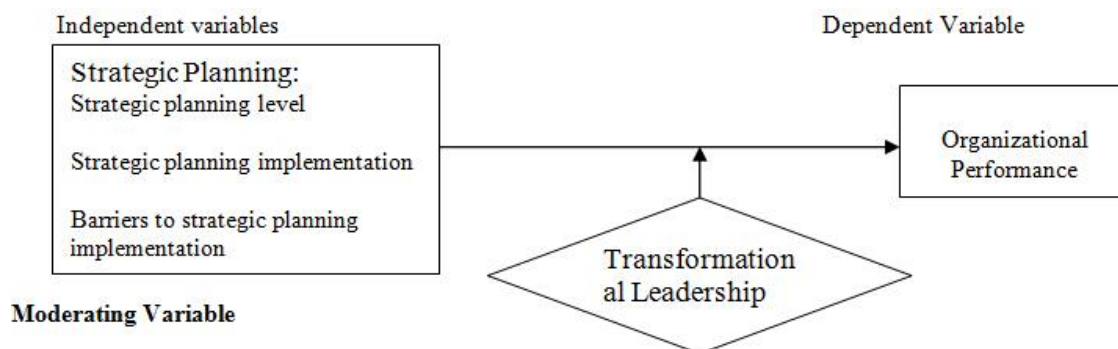 Independent variables
Dependent Variable
Strategic Planning:
Strategic planning level
Strategic planning implementation
Barriers to strategic planning
implementation
Organizational
Performance
Transformation
al Leadership
Moderating Variable